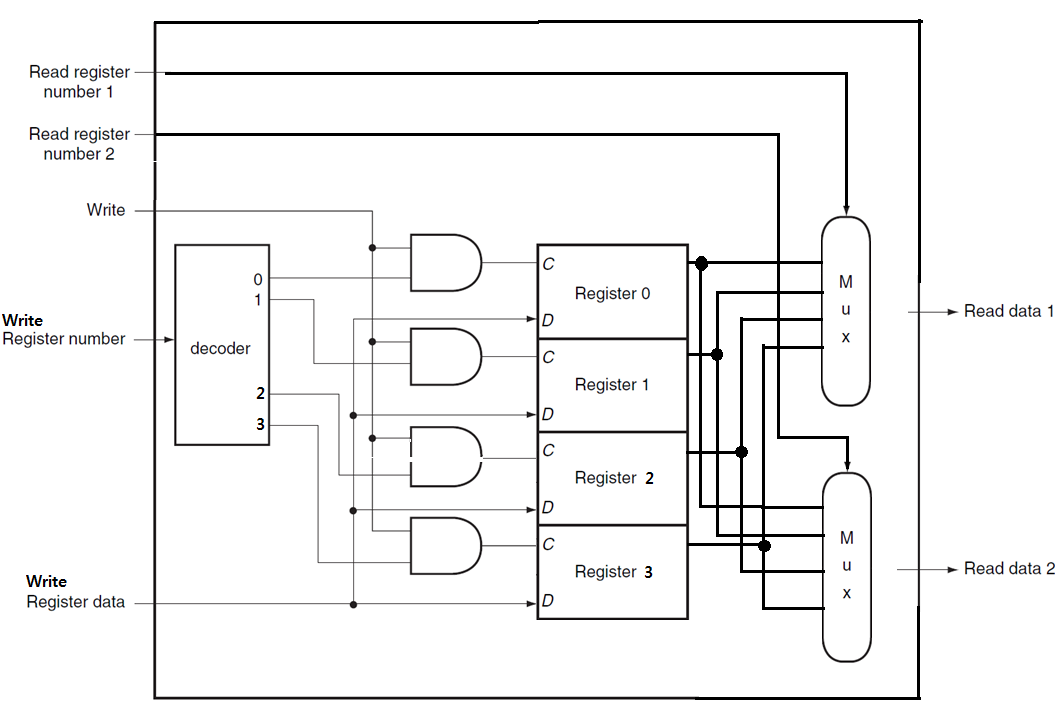 Read register
number 1
Read register
number 2
Write
0
1
Write
Register number
decoder
2
3
Write
Register data
C
Register 0
D
C
Register 1
D
C
Register 2
D
C
Register 3
D
M
u
x
Read data 1
M
u
x
Read data 2